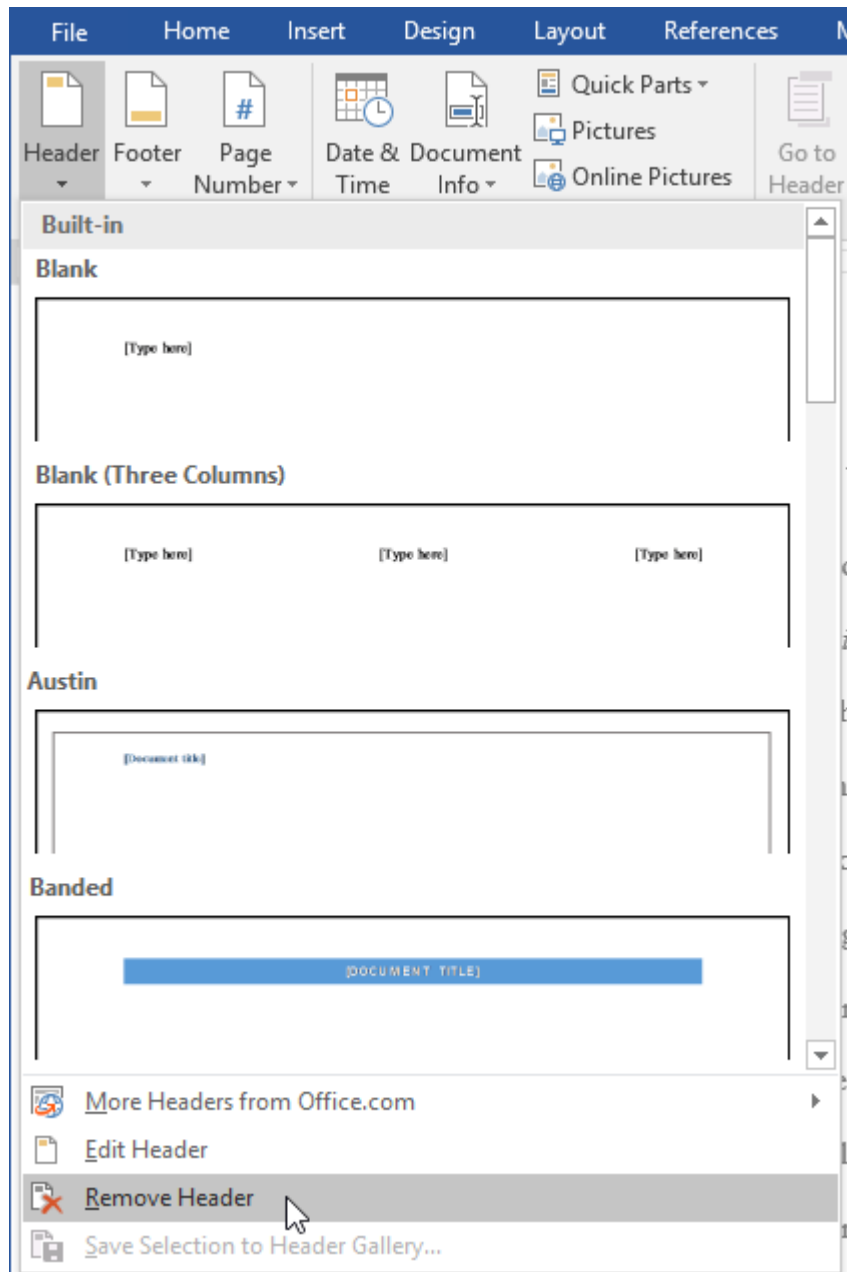 File Home Insert Design Layout References
Header Footer Page Number Date & Time Document Info Quick Parts
Pictures
Online Pictures
Go to Header
Built-in
Blank
[Type here]
Blank (Three Columns)
[Type here] [Type here] [Type here]
Austin
[Document title]
Banded
[DOCUMENT TITLE]
More Headers from Office.com
Edit Header
Remove Header
Save Selection to Header Gallery...